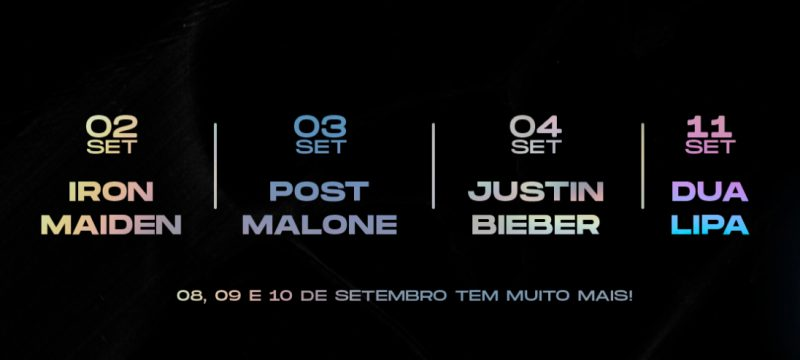 02
SET
IRON
MAIDEN
03
SET
POST
MALONE
04
SET
JUSTIN
BIEBER
11
SET
DUA
LIPA
08, 09 E 10 DE SETEMBRO TEM MUITO MAIS!